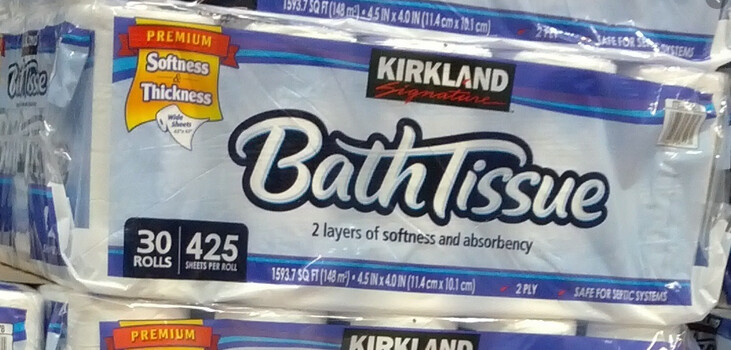 1593.7 SQ FT (148 m²) • 4.5 IN x 4.0 IN (11.4 cm x 10.1 cm) 2 PLY SAFE FOR SEPTIC SYSTEMS
PREMIUM
Softness
&
Thickness
Wide
Sheets
KIRKLAND
Signature
Bath Tissue
2 layers of softness and absorbency
30
ROLLS
425
SHEETS PER ROLL
1593.7 SQ FT (148 m²) • 4.5 IN x 4.0 IN (11.4 cm x 10.1 cm) 2 PLY SAFE FOR SEPTIC SYSTEMS
PREMIUM
KIRKLAND